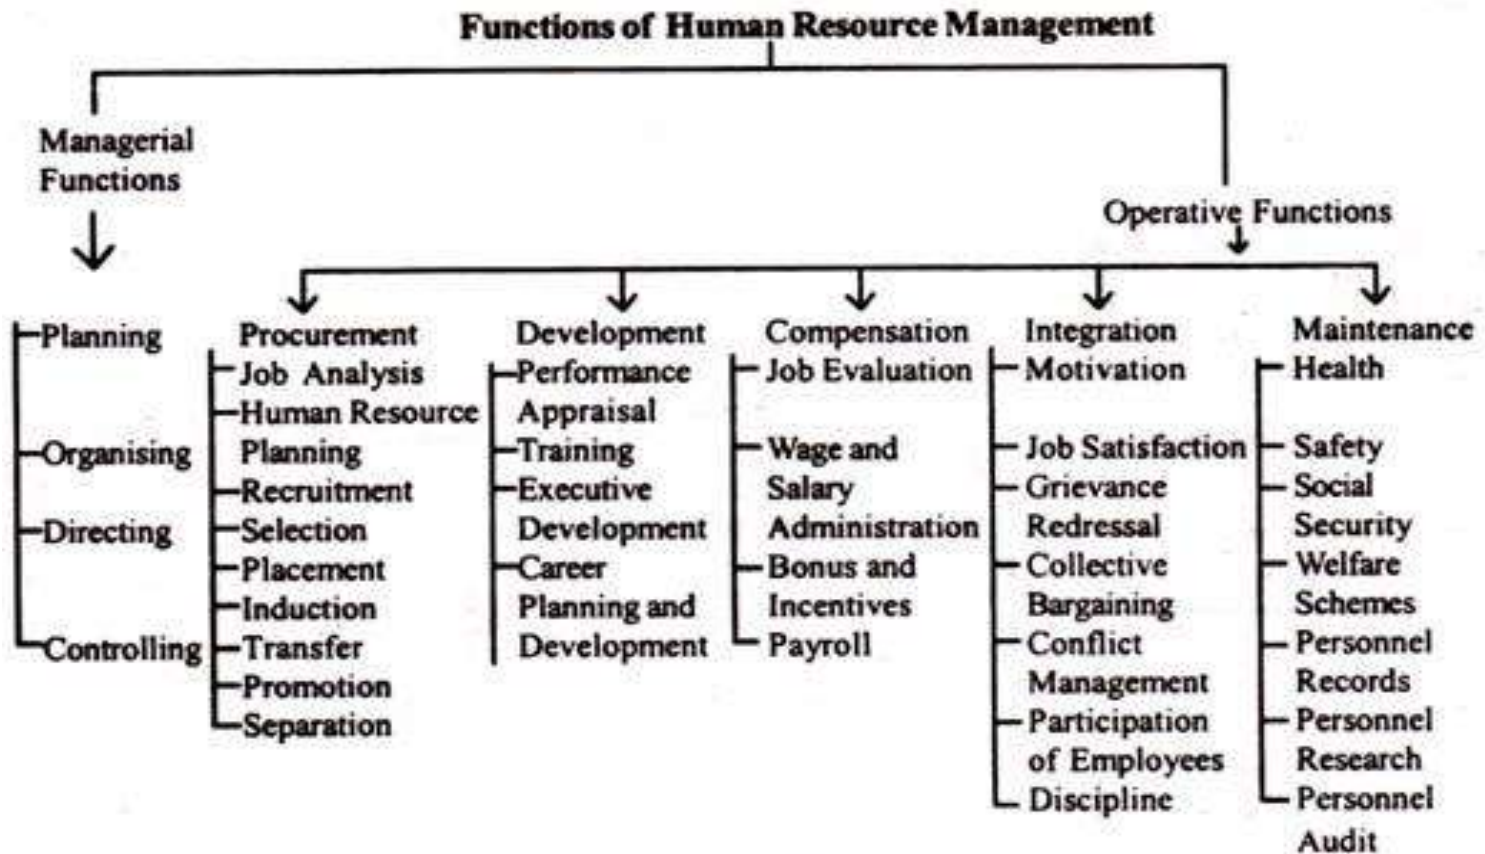 Functions of Human Resource Management
Managerial
Functions
Operative Functions
Planning
Organising
Directing
Controlling
Procurement
Job Analysis
Human Resource
Planning
Recruitment
Selection
Placement
Induction
Transfer
Promotion
Separation
Development
Performance
Appraisal
Training
Executive
Development
Career
Planning and
Development
Compensation
Job Evaluation
Wage and
Salary
Administration
Bonus and
Incentives
Payroll
Integration
Motivation
Job Satisfaction
Grievance
Redressal
Collective
Bargaining
Conflict
Management
Participation
of Employees
Discipline
Maintenance
Health
Safety
Social
Security
Welfare
Schemes
Personnel
Records
Personnel
Research
Personnel
Audit